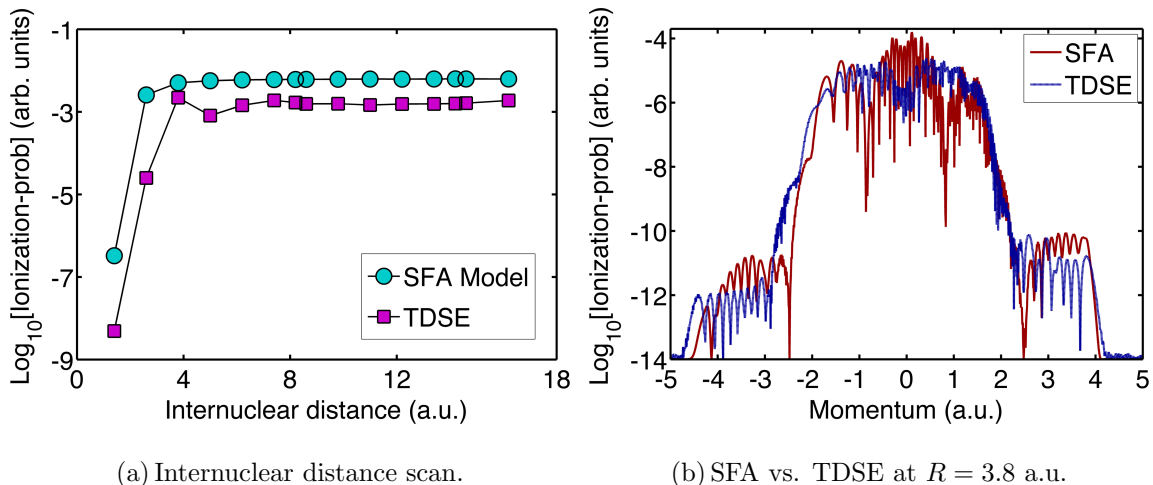 Log10[Ionization-prob] (arb. units)
-1
-3
-5
-7
-9
0
4
8
12
18
Internuclear distance (a.u.)
SFA Model
TDSE
(a) Internuclear distance scan.
Log10[Ionization-prob] (arb. units)
-4
-6
-8
-10
-12
-14
-5
-4
-3
-2
-1
0
1
2
3
4
5
Momentum (a.u.)
SFA
TDSE
(b) SFA vs. TDSE at R = 3.8 a.u.